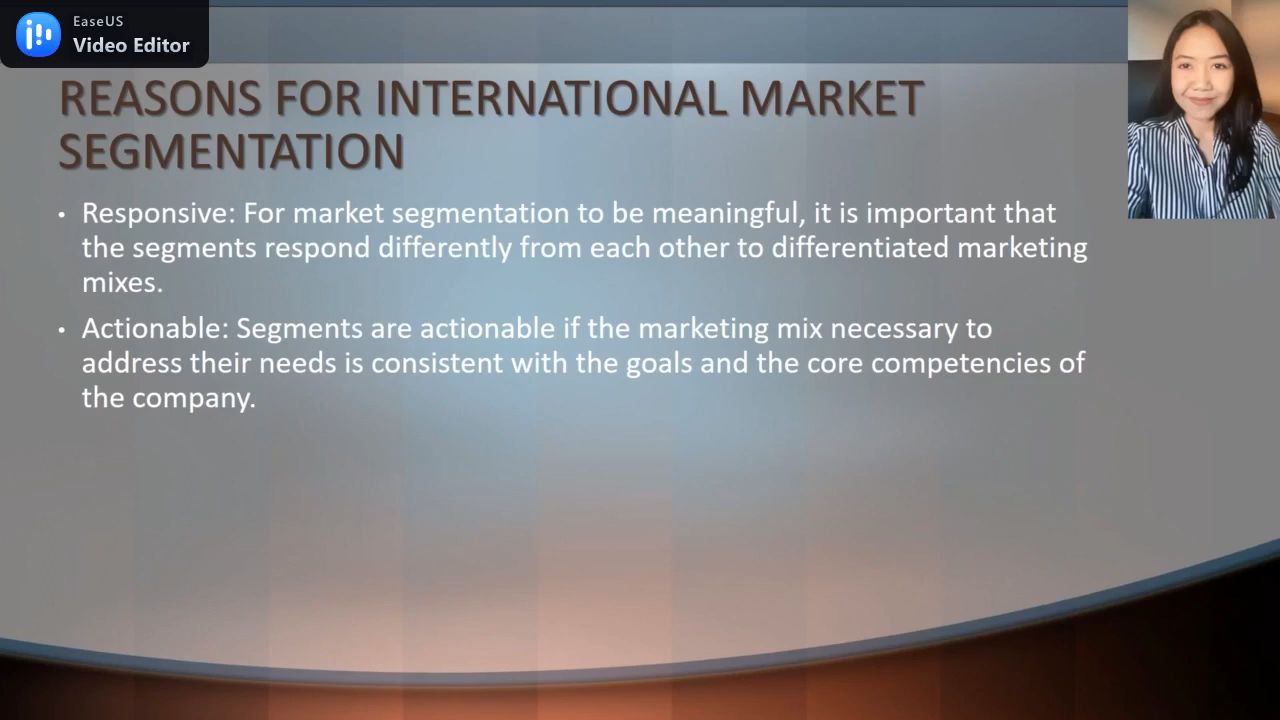 EaseUS
Video Editor
REASONS FOR INTERNATIONAL MARKET
SEGMENTATION
• Responsive: For market segmentation to be meaningful, it is important that
the segments respond differently from each other to differentiated marketing
mixes.
• Actionable: Segments are actionable if the marketing mix necessary to
address their needs is consistent with the goals and the core competencies of
the company.